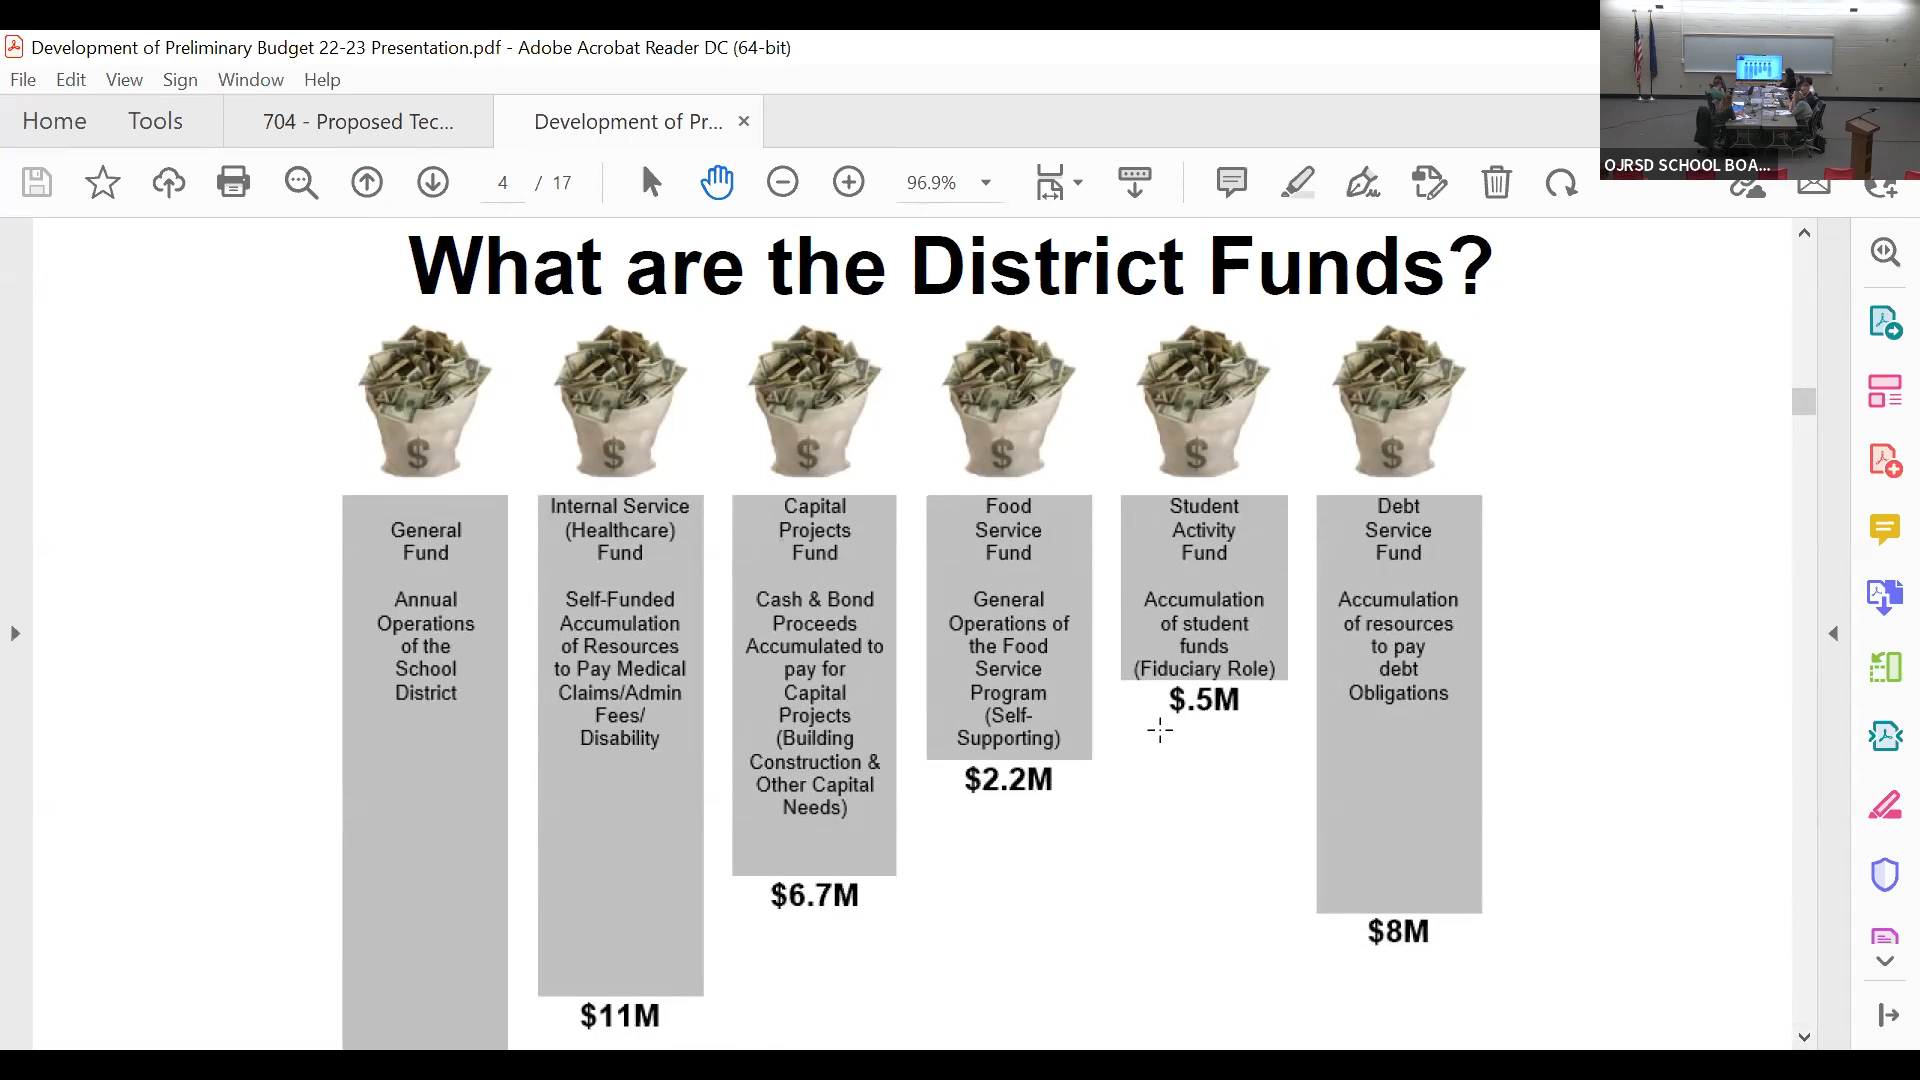 Development of Preliminary Budget 22-23 Presentation.pdf - Adobe Acrobat Reader DC (64-bit)
File Edit View Sign Window Help
Home Tools 704 - Proposed Tec... Development of Pr... ×
4 / 17 96.9%
OJRSD SCHOOL BOA...
What are the District Funds?
$ $ $ $ $ $
General
Fund
Annual
Operations
of the
School
District
Internal Service
(Healthcare)
Fund
Self-Funded
Accumulation
of Resources
to Pay Medical
Claims/Admin
Fees/
Disability
$11M
Capital
Projects
Fund
Cash & Bond
Proceeds
Accumulated to
pay for
Capital
Projects
(Building
Construction &
Other Capital
Needs)
$6.7M
Food
Service
Fund
General
Operations of
the Food
Service
Program
(Self-
Supporting)
$2.2M
Student
Activity
Fund
Accumulation
of student
funds
(Fiduciary Role)
$.5M
Debt
Service
Fund
Accumulation
of resources
to pay
debt
Obligations
$8M